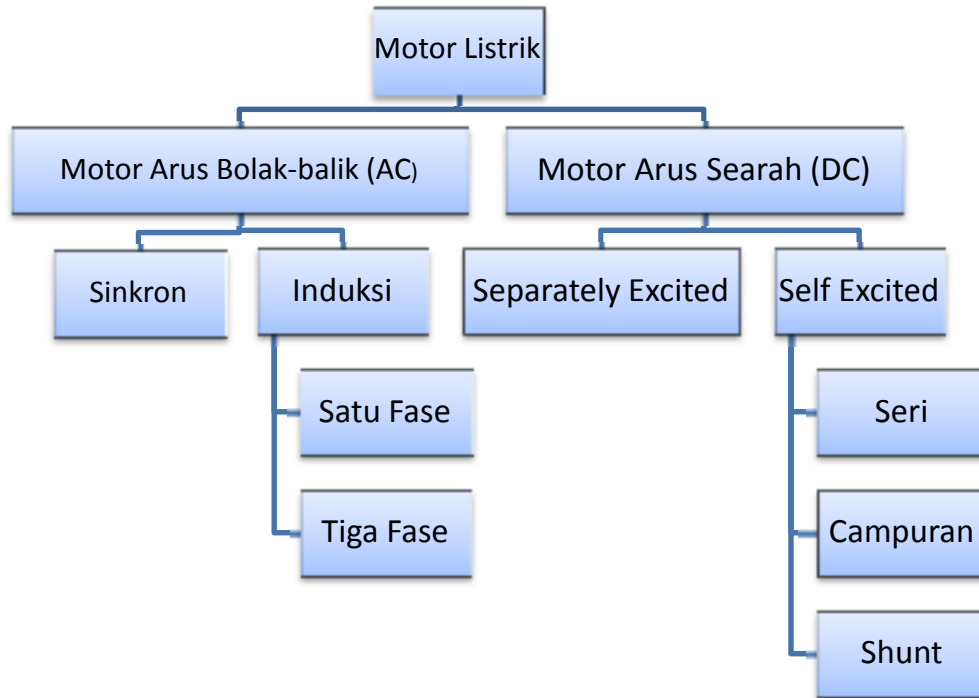 Motor Listrik
Motor Arus Bolak-balik (AC)
Motor Arus Searah (DC)
Sinkron
Induksi
Separately Excited
Self Excited
Satu Fase
Seri
Tiga Fase
Campuran
Shunt